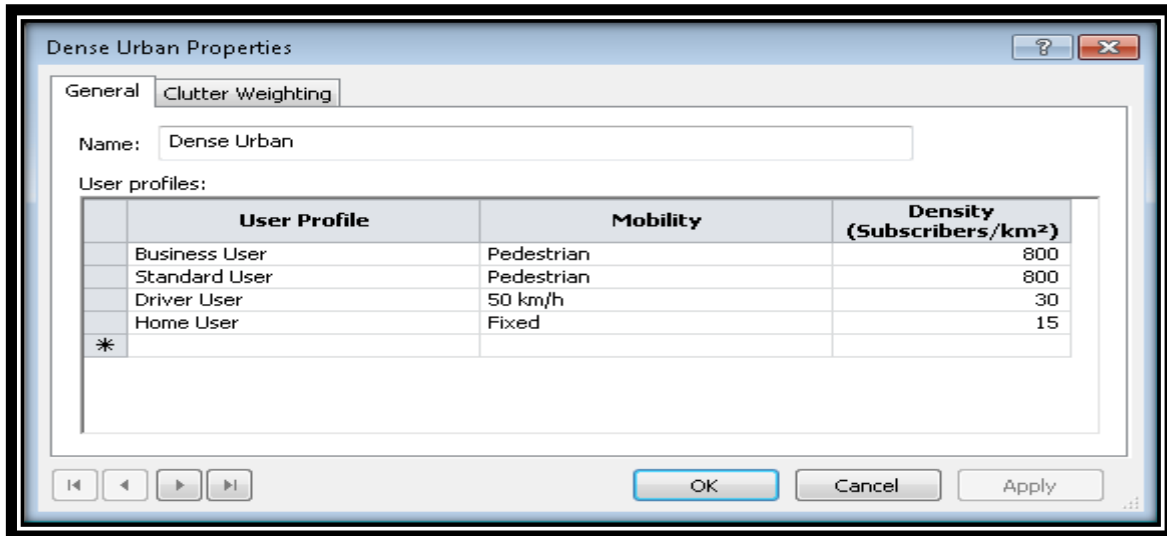 Dense Urban Properties
General Clutter Weighting
Name: Dense Urban
User profiles:
User Profile Mobility Density (Subscribers/km²)
Business User Pedestrian 800
Standard User Pedestrian 800
Driver User 50 km/h 30
Home User Fixed 15
OK Cancel Apply